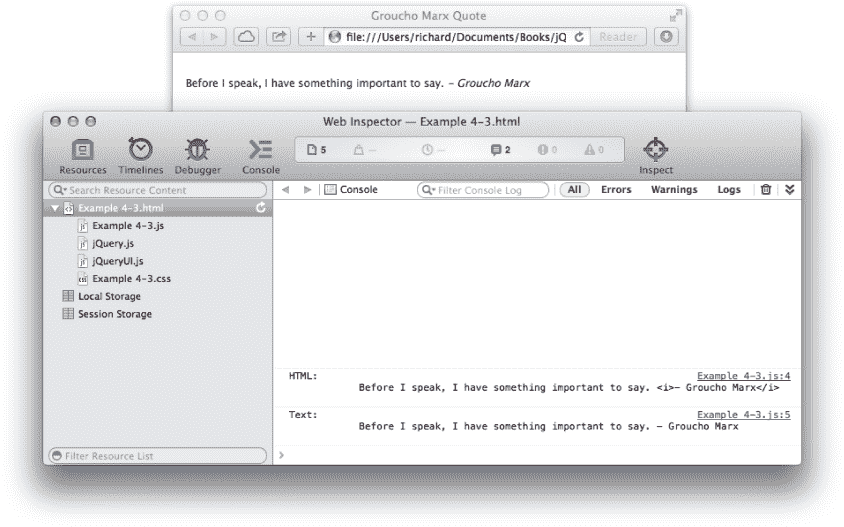 Groucho Marx Quote
file:///Users/richard/Documents/Books/jQ
Reader
Before I speak, I have something important to say. – Groucho Marx
Web Inspector — Example 4-3.html
5
—
—
2
0
0
Resources
Timelines
Debugger
Console
Inspect
Search Resource Content
Console
Filter Console Log
All
Errors
Warnings
Logs
Example 4-3.html
Example 4-3.js
jQuery.js
jQueryUI.js
Example 4-3.css
Local Storage
Session Storage
HTML:
Example 4-3.js:4
Before I speak, I have something important to say. <i>– Groucho Marx</i>
Text:
Example 4-3.js:5
Before I speak, I have something important to say. – Groucho Marx
Filter Resource List